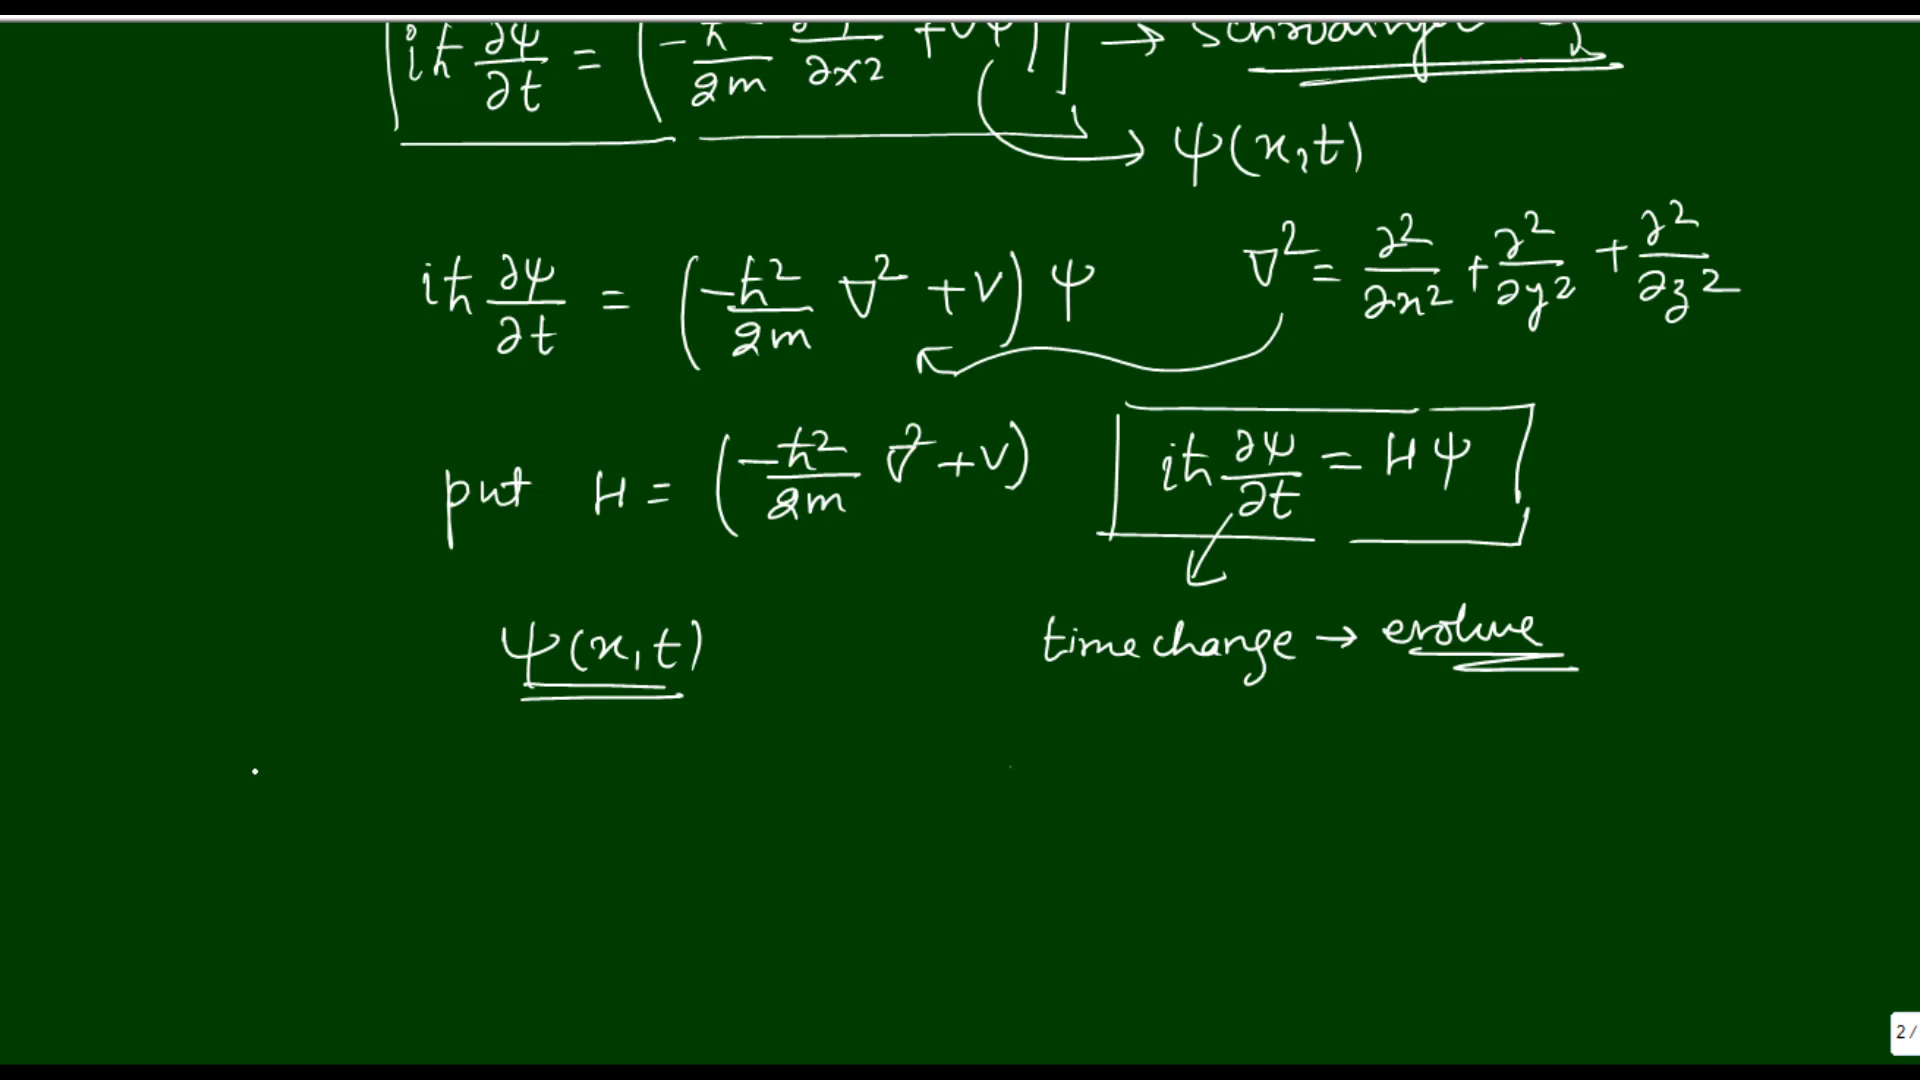 iħ ∂ψ/∂t = (-ħ²/2m ∂²ψ/∂x² + Vψ) → Schrodinger
→ ψ(x,t)
iħ ∂ψ/∂t = (-ħ²/2m ∇² + V) ψ ∇² = ∂²/∂x² + ∂²/∂y² + ∂²/∂z²
put H = (-ħ²/2m ∇² + V) iħ ∂ψ/∂t = Hψ
ψ(x,t) time change → evolve
2/